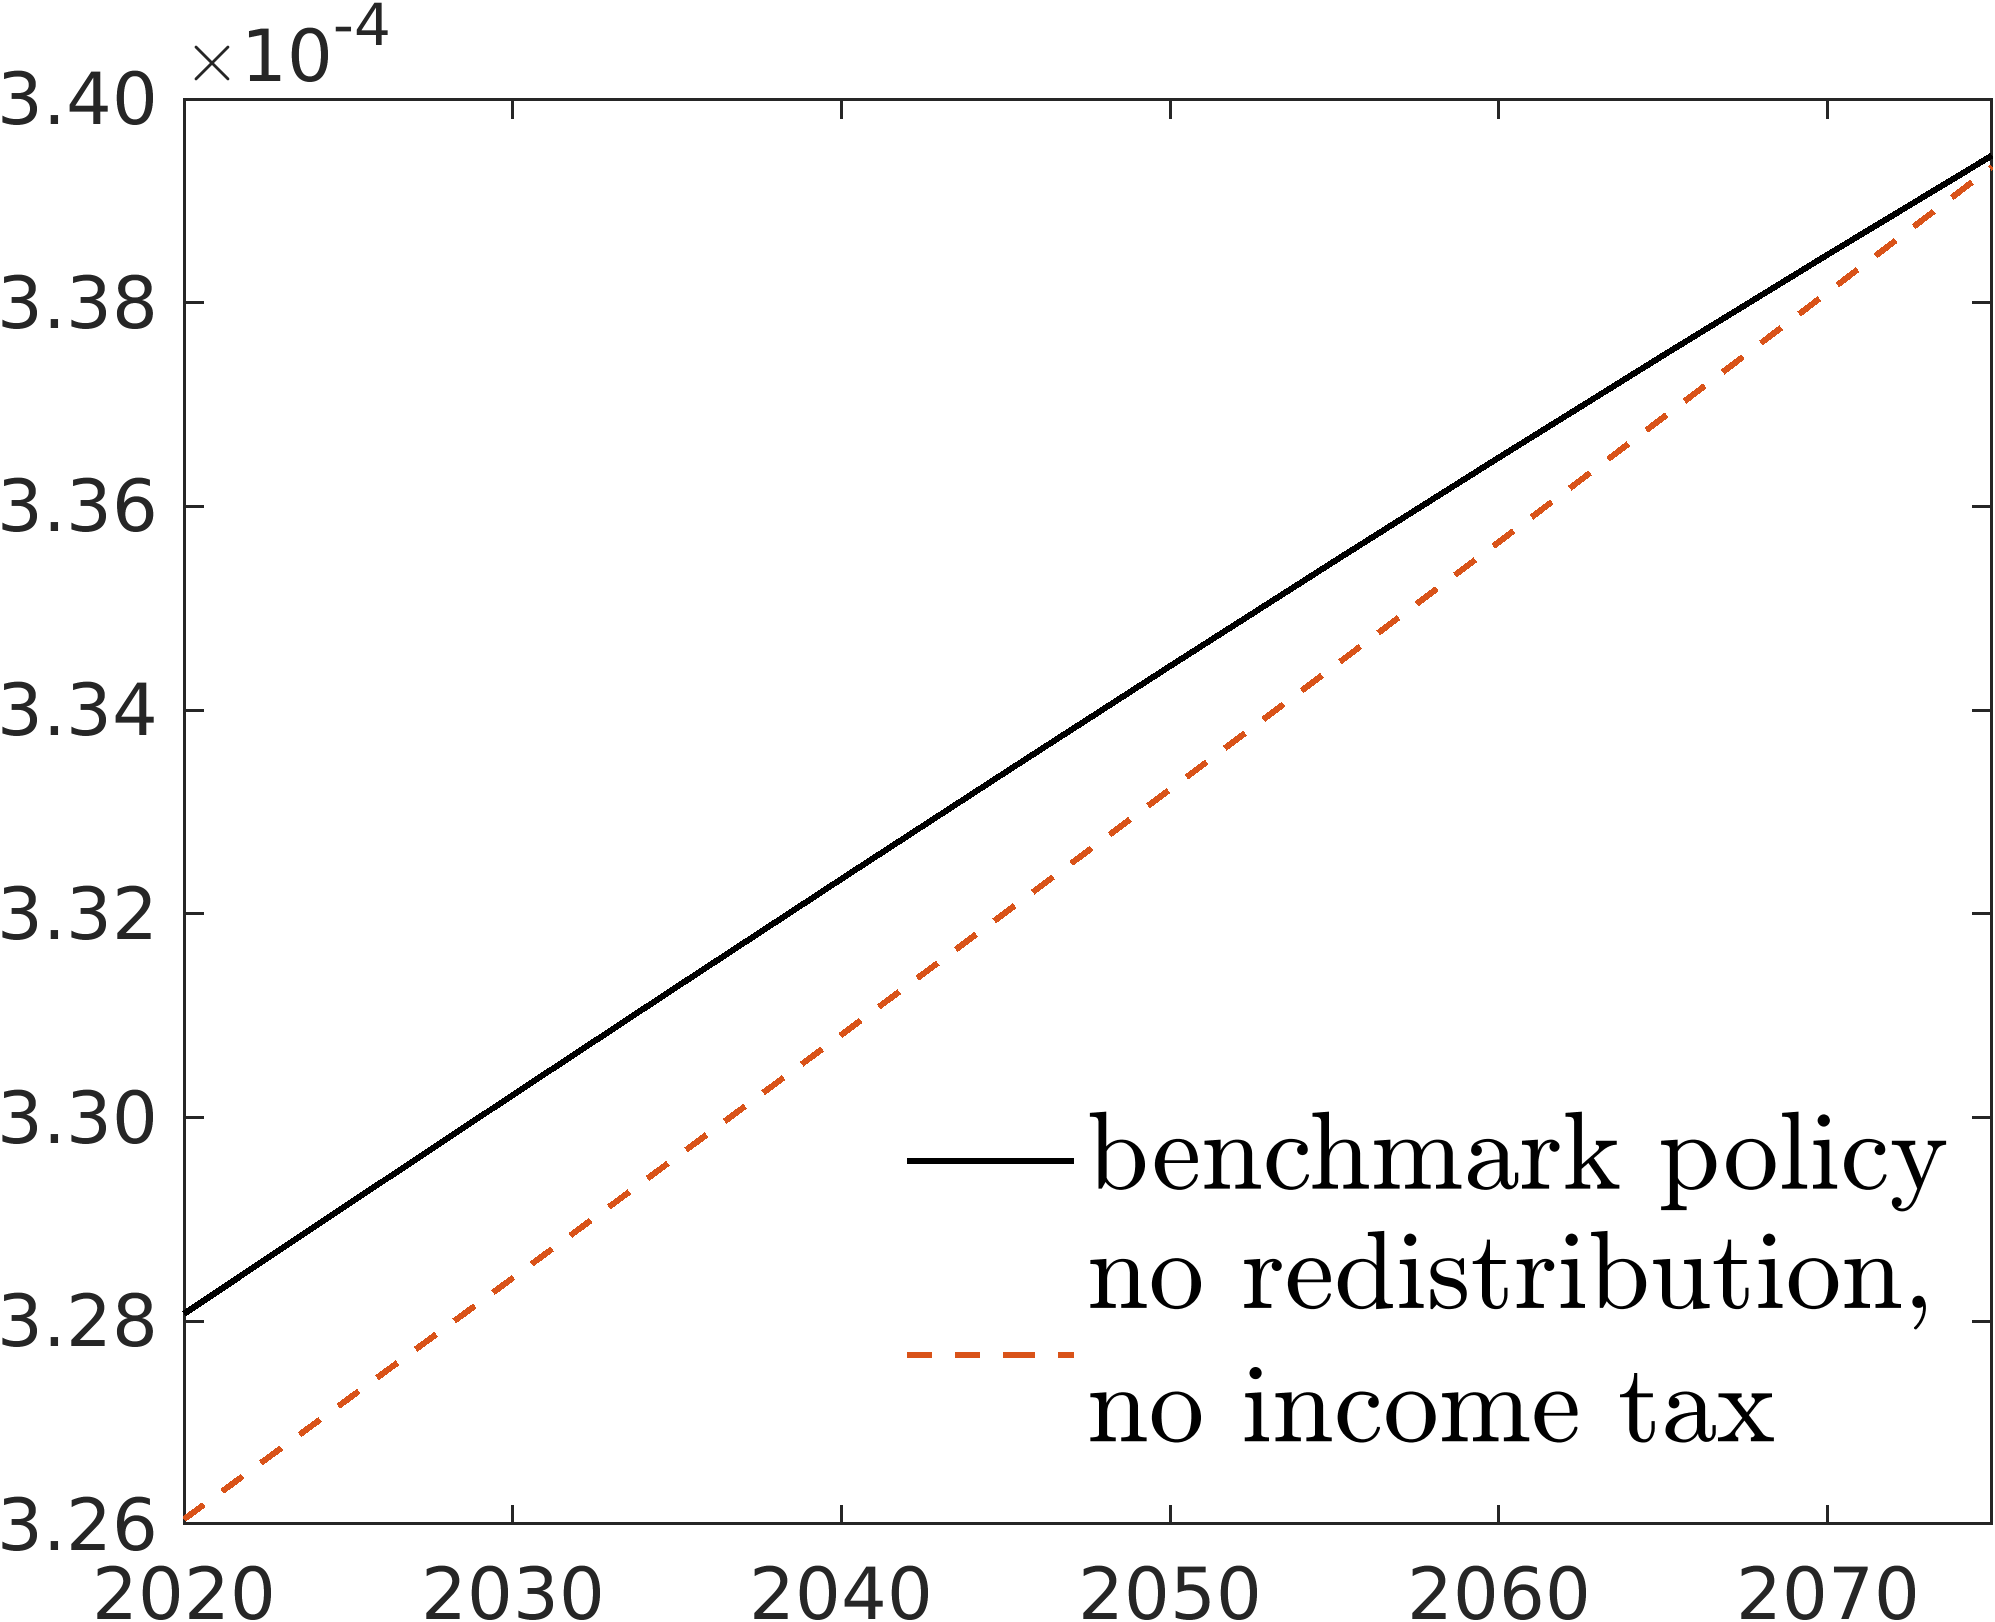 ×10-4
3.40
3.38
3.36
3.34
3.32
3.30
3.28
3.26
benchmark policy
no redistribution,
no income tax
2020 2030 2040 2050 2060 2070